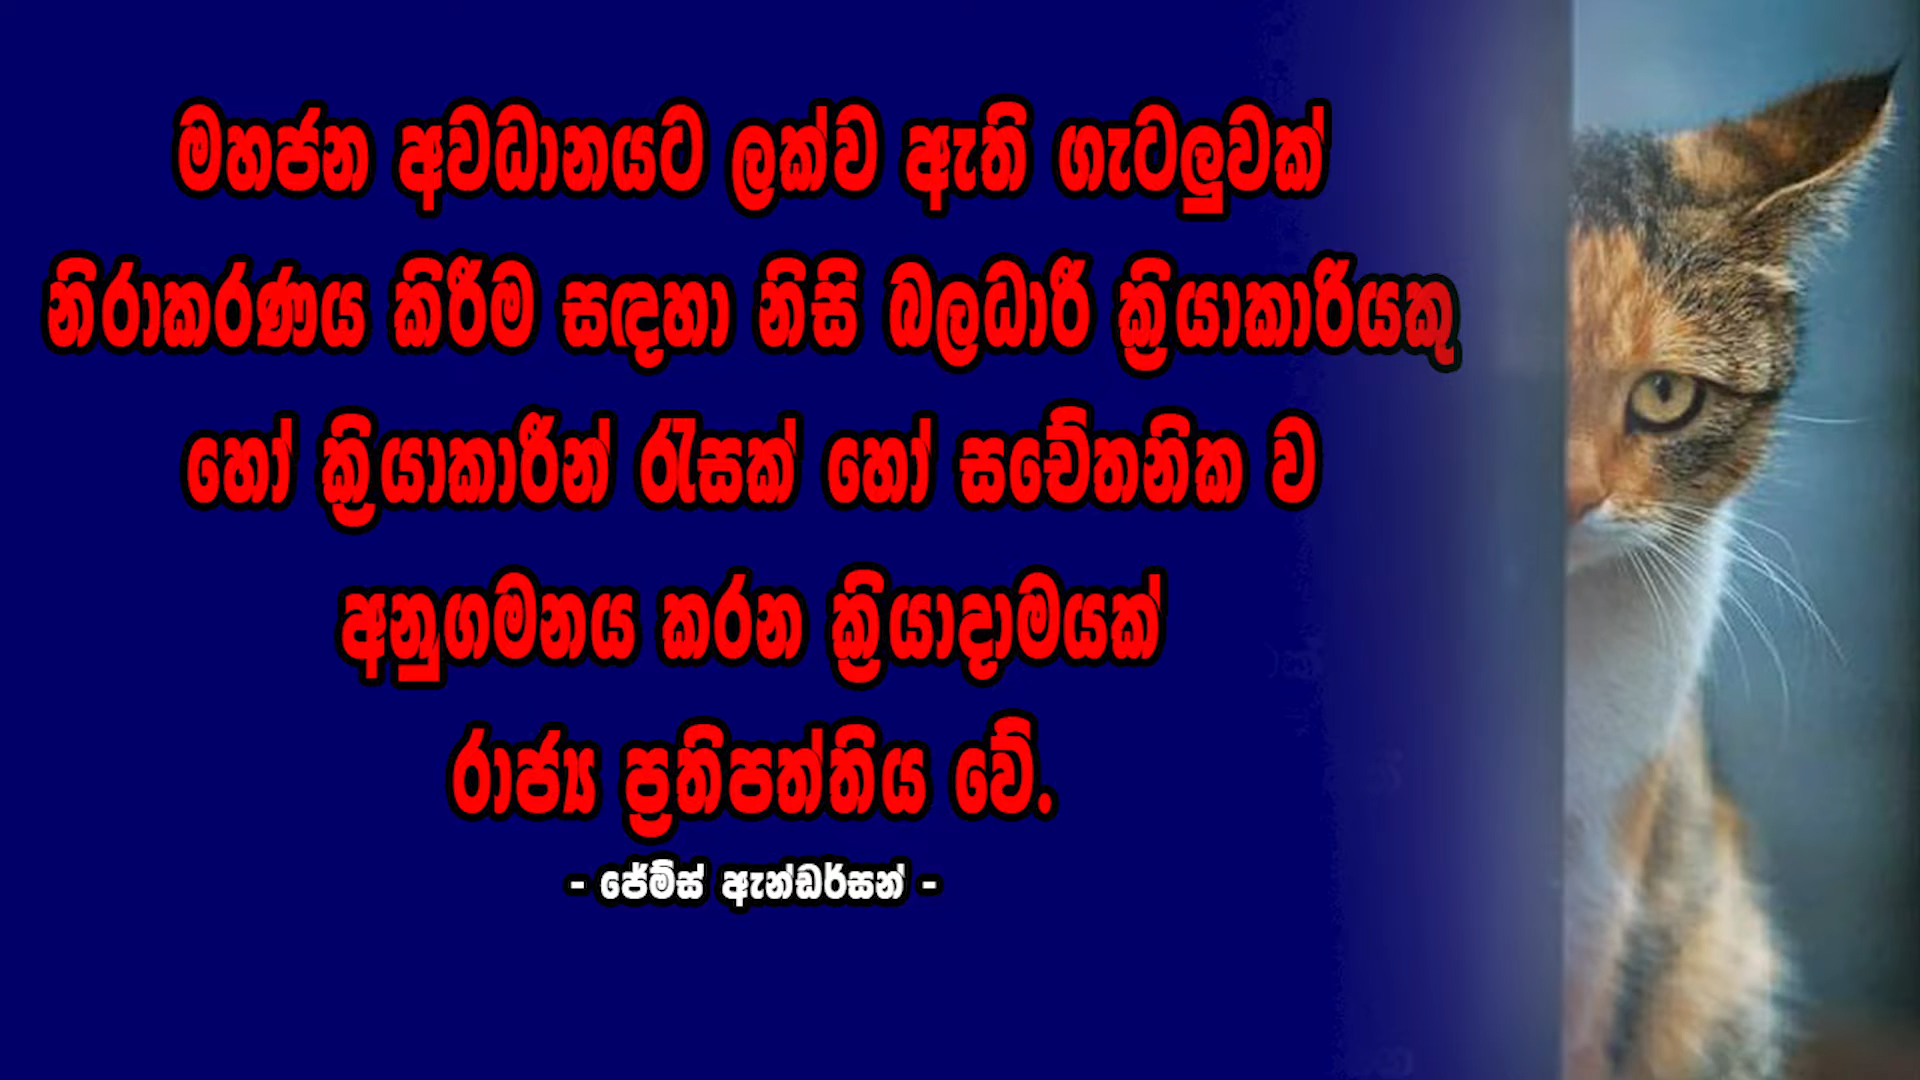 මහජන අවධානයට ලක්ව ඇති ගැටලුවක්
නිරාකරණය කිරීම සඳහා නිසි බලධාරී ක්‍රියාකාරියකු
හෝ ක්‍රියාකාරීන් රැසක් හෝ සචේතනික ව
අනුගමනය කරන ක්‍රියාදාමයක්
රාජ්‍ය ප්‍රතිපත්තිය වේ.
- ජේම්ස් ඇන්ඩර්සන් -